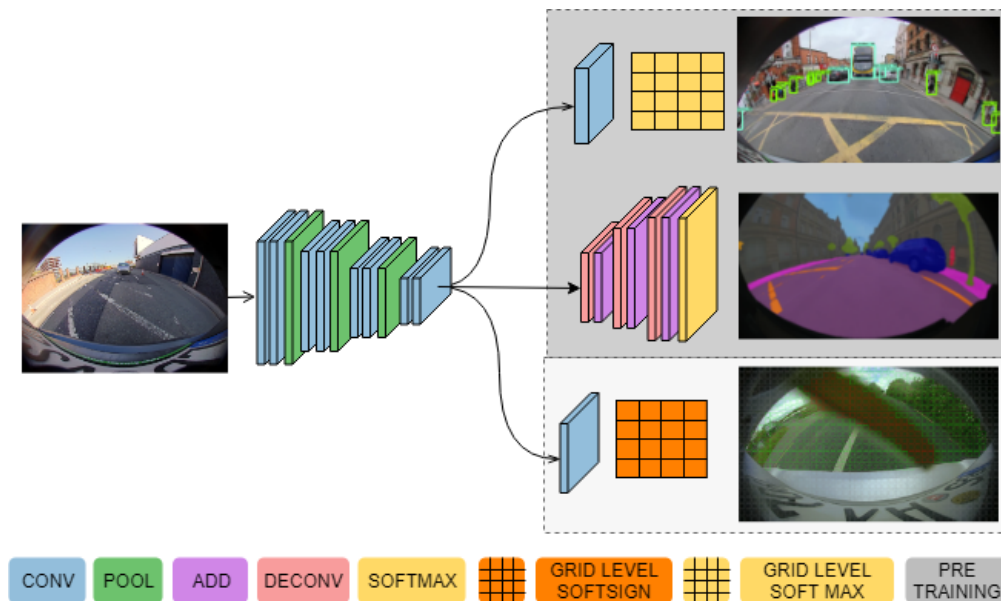 CONV
POOL
ADD
DECONV
SOFTMAX
GRID LEVEL
SOFTSIGN
GRID LEVEL
SOFT MAX
PRE
TRAINING